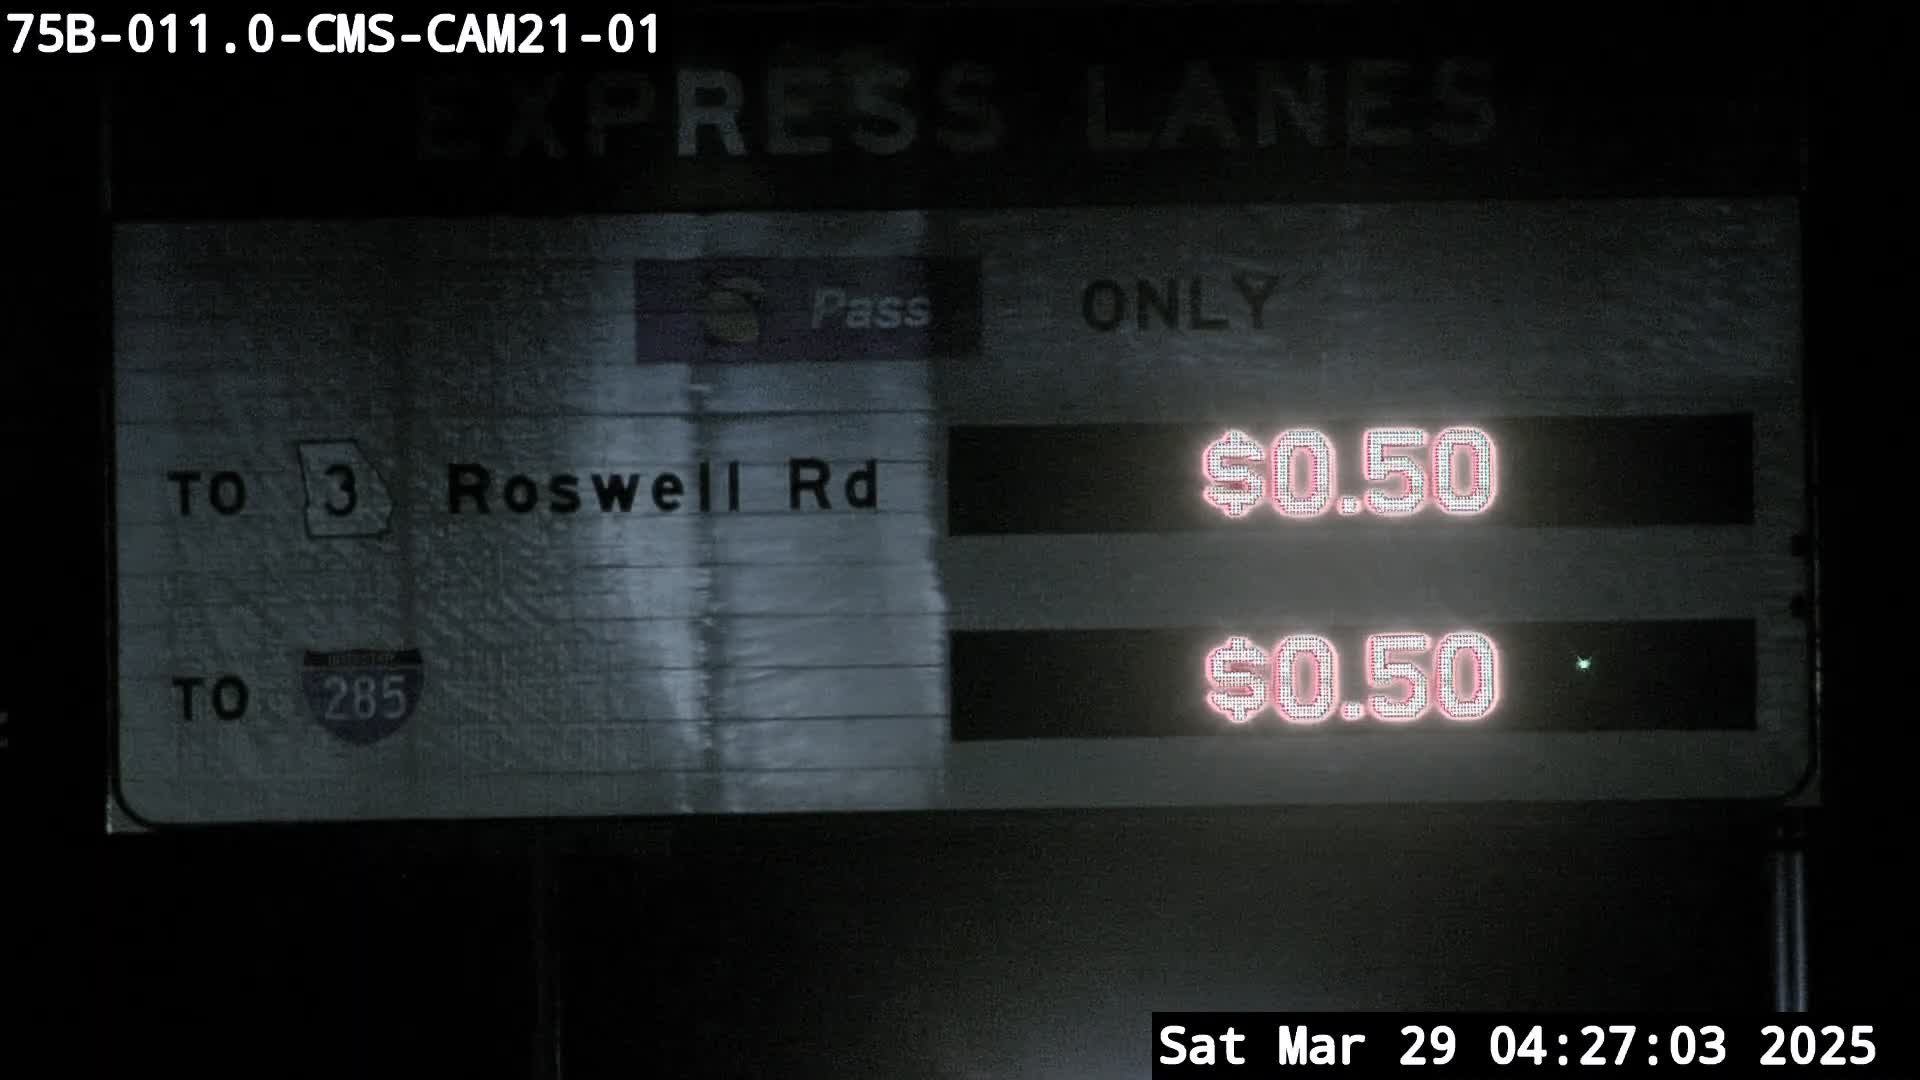 75B-011.0-CMS-CAM21-01
EXPRESS LANES
Pass ONLY
TO 3 Roswell Rd $0.50
INTERSTATE
TO 285 $0.50
Sat Mar 29 04:27:03 2025